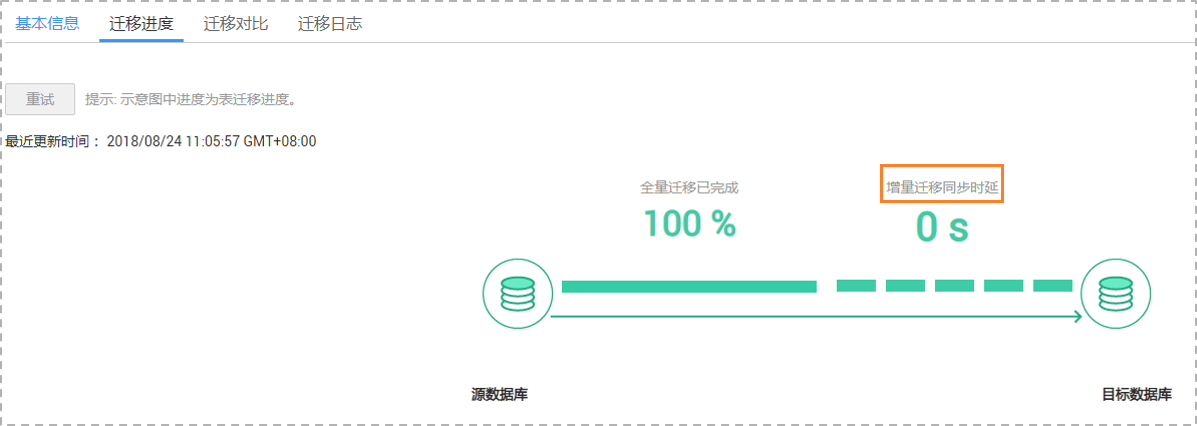 基本信息 迁移进度 迁移对比 迁移日志
重试 提示: 示意图中进度为表迁移进度。
最近更新时间： 2018/08/24 11:05:57 GMT+08:00
全量迁移已完成 增量迁移同步时延
100 % 0 s
源数据库 目标数据库